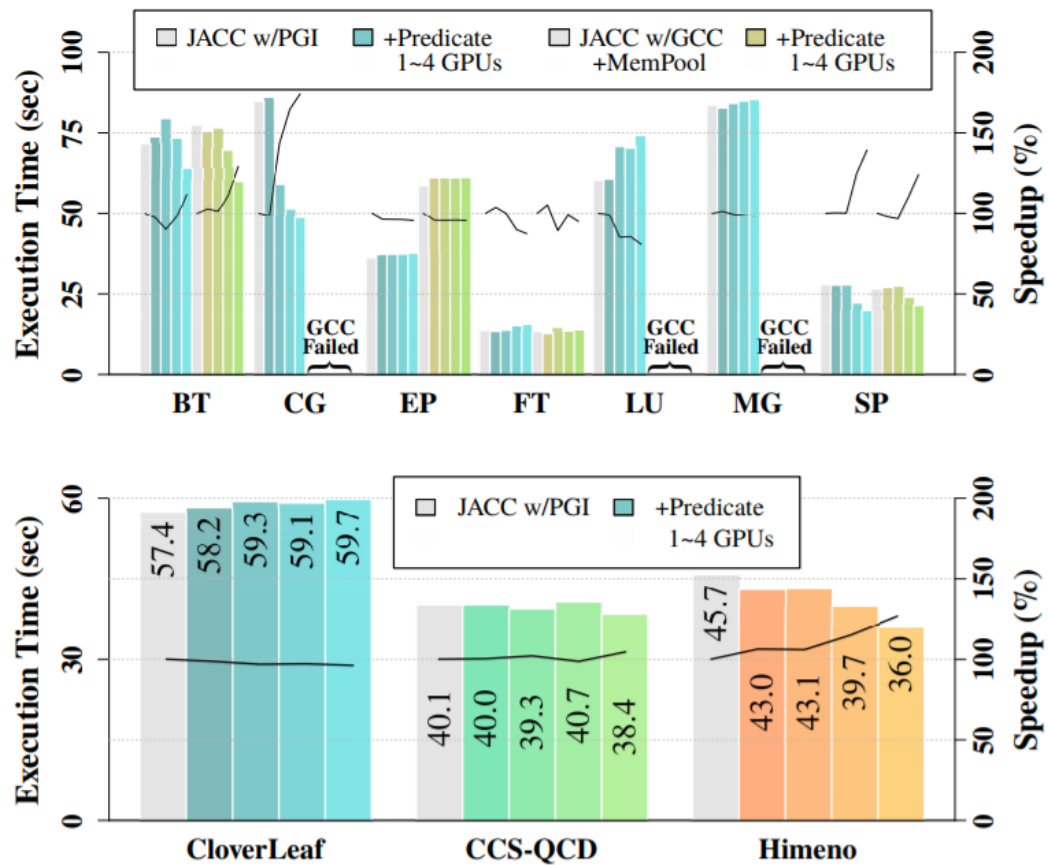 JACC w/PGI
+Predicate
1~4 GPUs
JACC w/GCC
+MemPool
+Predicate
1~4 GPUs
Execution Time (sec)
100
75
50
25
0
Speedup (%)
200
150
100
50
0
GCC
Failed
GCC
Failed
GCC
Failed
BT CG EP FT LU MG SP
JACC w/PGI
+Predicate
1~4 GPUs
Execution Time (sec)
60
30
0
Speedup (%)
200
150
100
50
0
57.4 58.2 59.3 59.1 59.7
40.1 40.0 39.3 40.7 38.4
45.7 43.0 43.1 39.7 36.0
CloverLeaf CCS-QCD Himeno